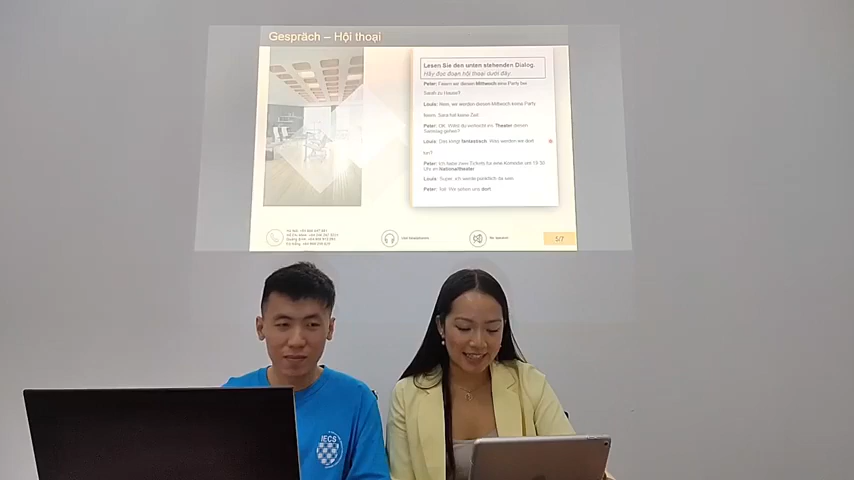 Gespräch – Hội thoại
Lesen Sie den unten stehenden Dialog.
Hãy đọc đoạn hội thoại dưới đây.
Peter: Feiern wir diesen Mittwoch eine Party bei
Sarah zu Hause?
Louis: Nein, wir werden diesen Mittwoch keine Party
feiern. Sara hat keine Zeit!
Peter: OK. Wirst du vielleicht ins Theater diesen
Samstag gehen?
Louis: Das klingt fantastisch. Was werden wir dort
tun?
Peter: Ich habe zwei Tickets für eine Komödie um 19:30
Uhr im Nationaltheater.
Louis: Super, ich werde pünktlich da sein.
Peter: Toll. Wir sehen uns dort.
5/7
IECS